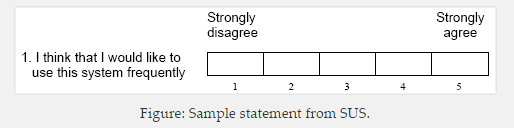 Strongly disagree
Strongly agree
1. I think that I would like to
use this system frequently
1 2 3 4 5
Figure: Sample statement from SUS.